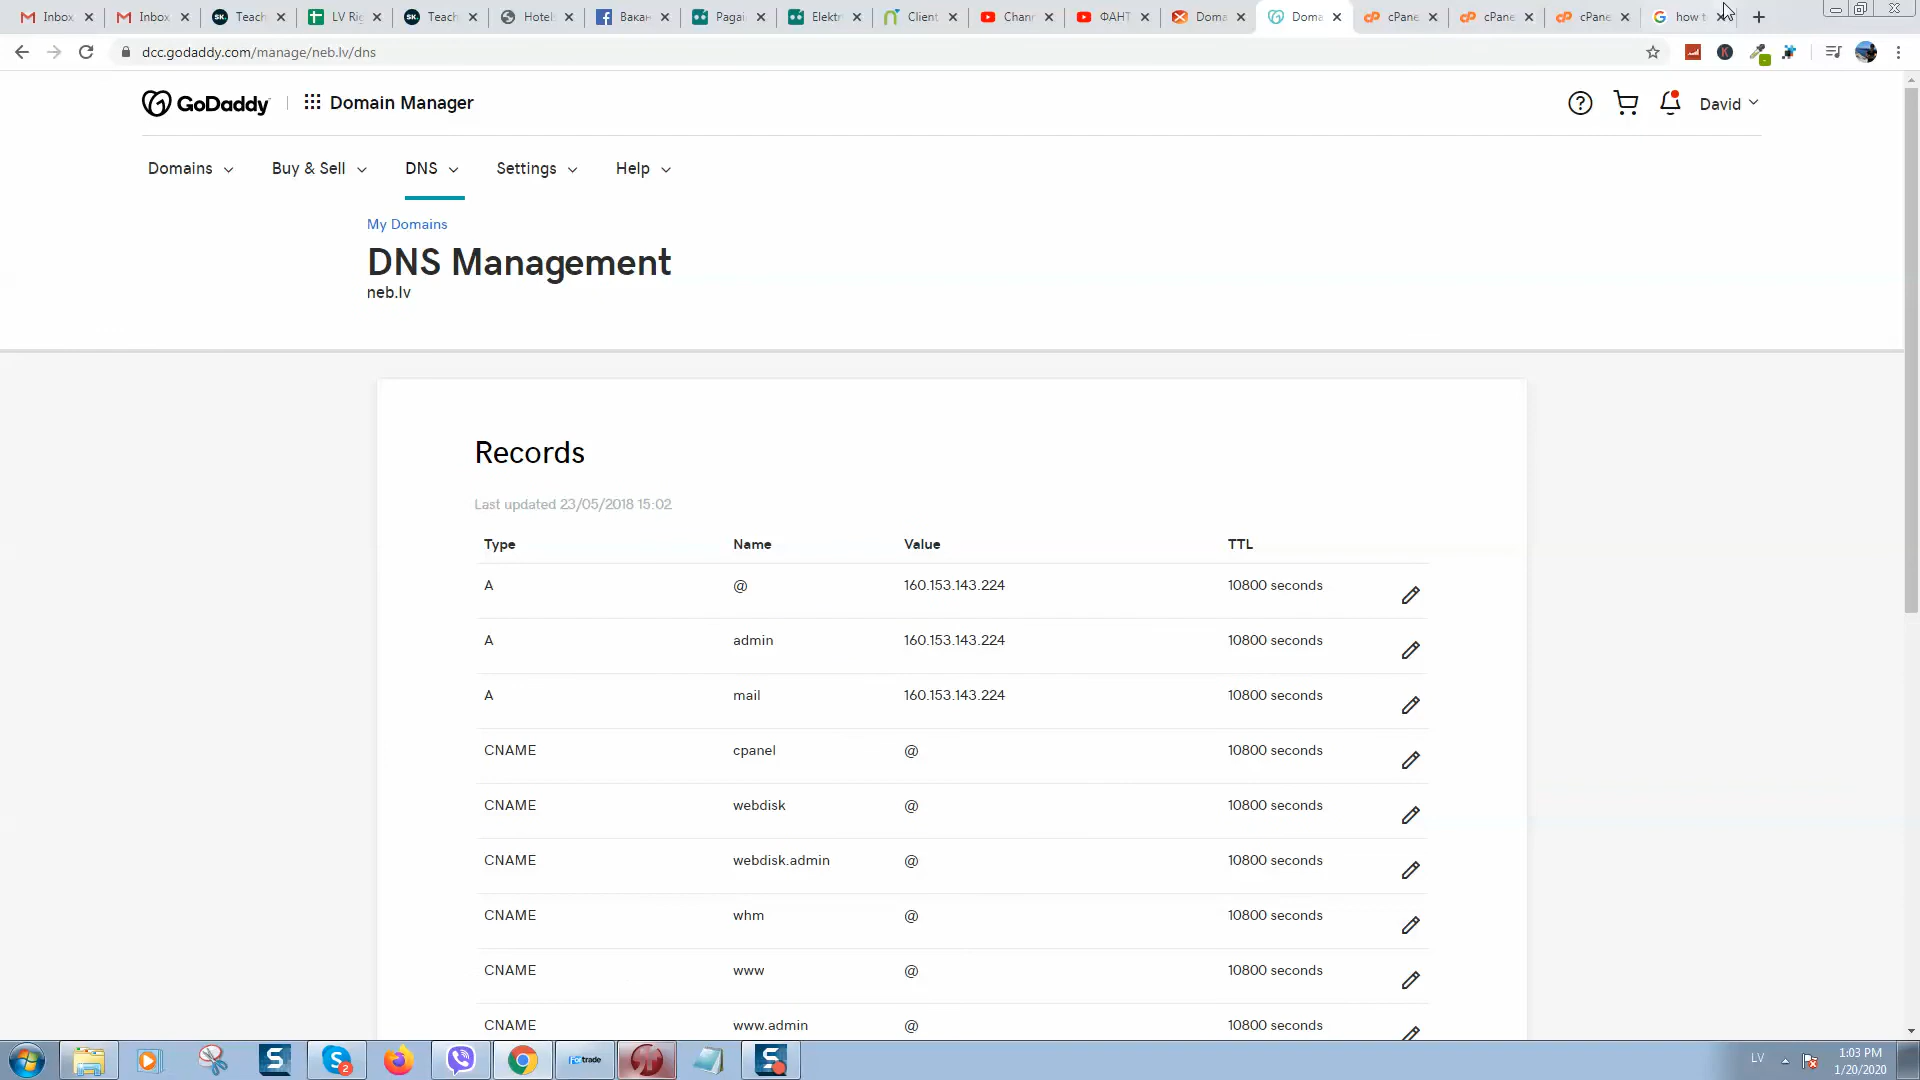 Inbox
Inbox
SK. Teach
LV Rig
SK. Teach
Hotel
Вакан
Pagai
Elektr
Client
Chann
ФАНТ
Doma
Doma
cPane
cPane
cPane
how t
dcc.godaddy.com/manage/neb.lv/dns
GoDaddy
Domain Manager
David
Domains
Buy & Sell
DNS
Settings
Help
My Domains
DNS Management
neb.lv
Records
Last updated 23/05/2018 15:02
Type Name Value TTL
A @ 160.153.143.224 10800 seconds
A admin 160.153.143.224 10800 seconds
A mail 160.153.143.224 10800 seconds
CNAME cpanel @ 10800 seconds
CNAME webdisk @ 10800 seconds
CNAME webdisk.admin @ 10800 seconds
CNAME whm @ 10800 seconds
CNAME www @ 10800 seconds
CNAME www.admin @ 10800 seconds
LV
1:03 PM
1/20/2020